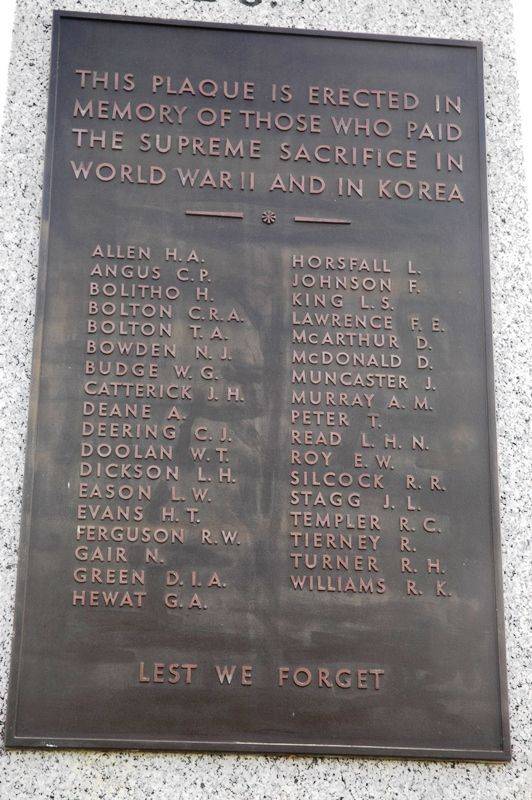 THIS PLAQUE IS ERECTED IN
MEMORY OF THOSE WHO PAID
THE SUPREME SACRIFICE IN
WORLD WAR II AND IN KOREA
ALLEN H.A.
ANGUS C.P.
BOLITHO H.
BOLTON C.R.A.
BOLTON T.A.
BOWDEN N.J.
BUDGE W.G.
CATTERICK J.H.
DEANE A.
DEERING C.J.
DOOLAN W.T.
DICKSON L.H.
EASON L.W.
EVANS H.T.
FERGUSON R.W.
GAIR N.
GREEN D.I.A.
HEWAT G.A.
HORSFALL L.
JOHNSON F.
KING L.S.
LAWRENCE F.E.
McARTHUR D.
McDONALD D.
MUNCASTER J.
MURRAY A.M.
PETER T.
READ L.H.N.
ROY E.W.
SILCOCK R.R.
STAGG J.L.
TEMPLER R.C.
TIERNEY R.
TURNER R.H.
WILLIAMS R.K.
LEST WE FORGET